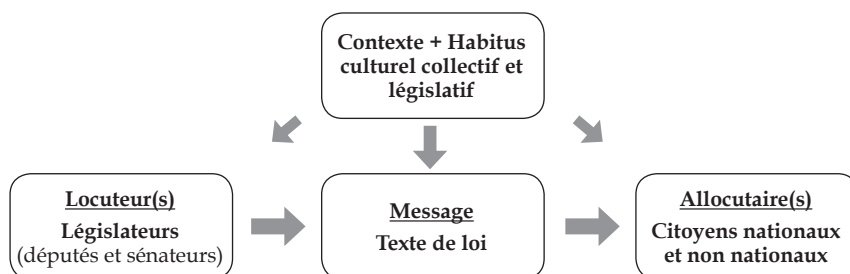 Contexte + Habitus
culturel collectif et
législatif
Locuteur(s)
Législateurs
(députés et sénateurs)
Message
Texte de loi
Allocutaire(s)
Citoyens nationaux
et non nationaux